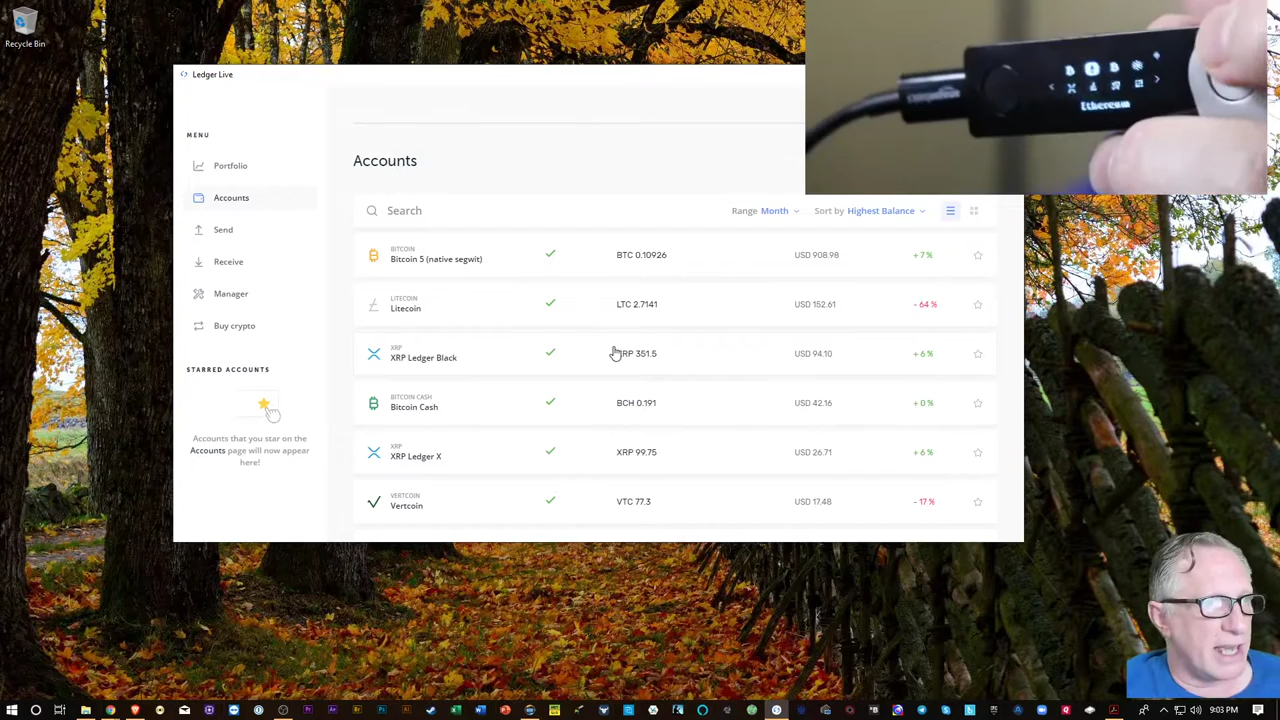 Recycle Bin
Ledger Live
MENU
Portfolio
Accounts
Send
Receive
Manager
Buy crypto
STARRED ACCOUNTS
Accounts that you star on the
Accounts page will now appear
here!
Accounts
Search
Range Month
Sort by Highest Balance
BITCOIN
Bitcoin 5 (native segwit)
BTC 0.10926
USD 908.98
+ 7 %
LITECOIN
Litecoin
LTC 2.7141
USD 152.61
- 64 %
XRP
XRP Ledger Black
RP 351.5
USD 94.10
+ 6 %
BITCOIN CASH
Bitcoin Cash
BCH 0.191
USD 42.16
+ 0 %
XRP
XRP Ledger X
XRP 99.75
USD 26.71
+ 6 %
VERTCOIN
Vertcoin
VTC 77.3
USD 17.48
- 17 %
Ethereum
9:03 PM